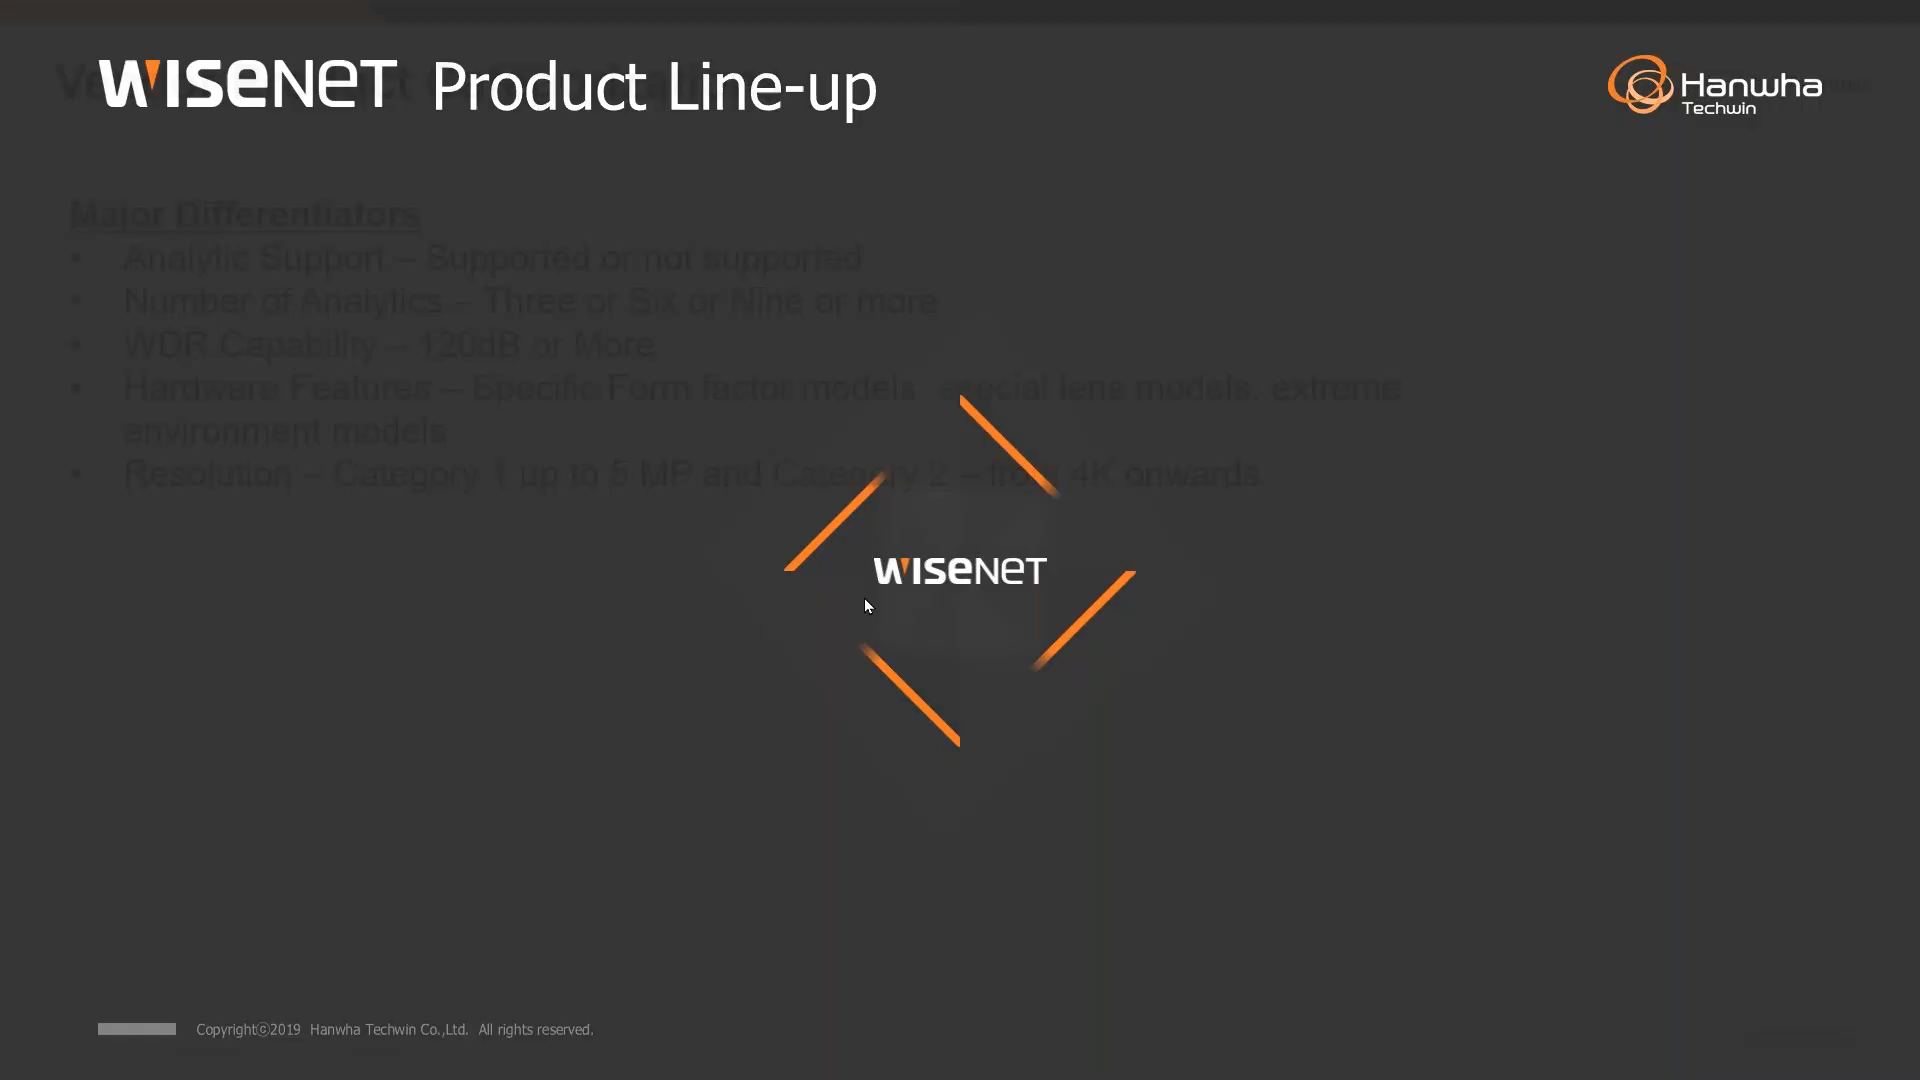 WISENET Product Line-up
Hanwha
Techwin
Major Differentiators
• Analytic Support – Supported or not supported
• Number of Analytics – Three or Six or Nine or more
• WDR Capability – 120dB or More
• Hardware Features – Specific Form factor models, special lens models, extreme
environment models
• Resolution – Category 1 up to 5 MP and Category 2 – from 4K onwards
WISENET
Copyrightⓒ2019 Hanwha Techwin Co.,Ltd. All rights reserved.